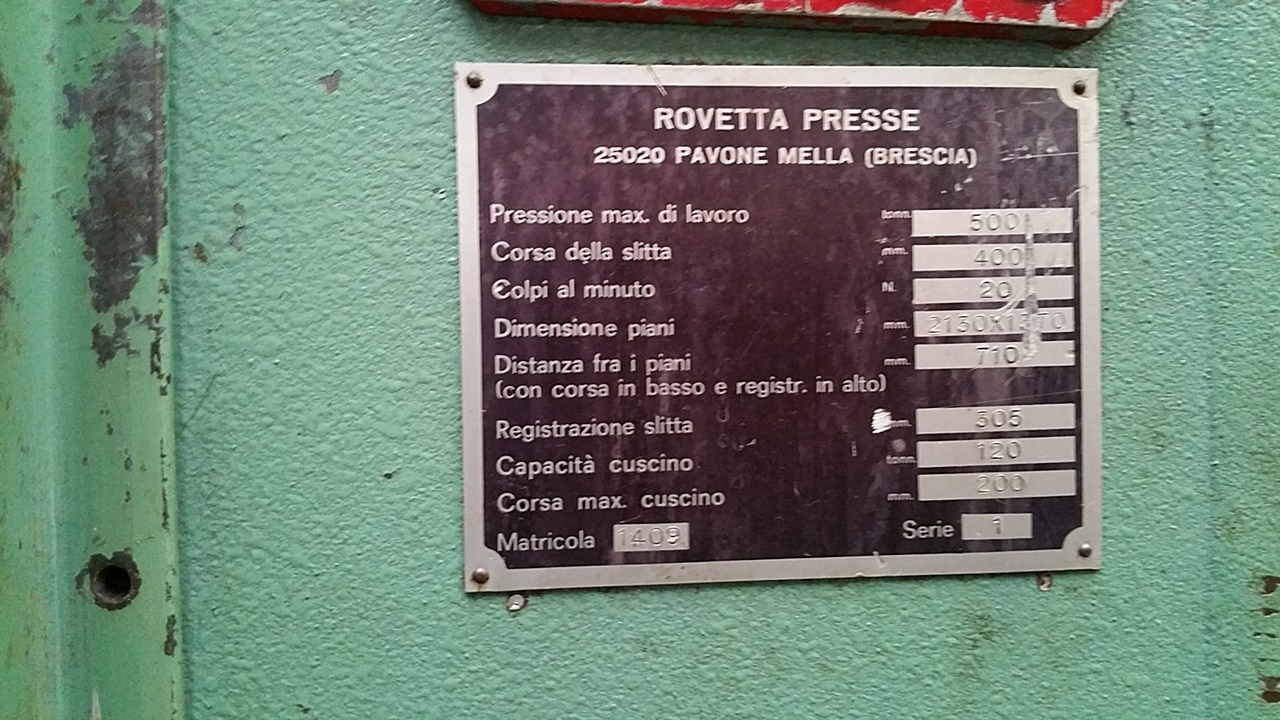 ROVETTA PRESSE
25020 PAVONE MELLA (BRESCIA)
Pressione max. di lavoro tonn. 500
Corsa della slitta mm. 400
Colpi al minuto N. 20
Dimensione piani mm.
Distanza fra i piani mm. 710
(con corsa in basso e registr. in alto)
Registrazione slitta mm. 305
Capacità cuscino tonn. 120
Corsa max. cuscino mm. 200
Matricola 1409 Serie 1